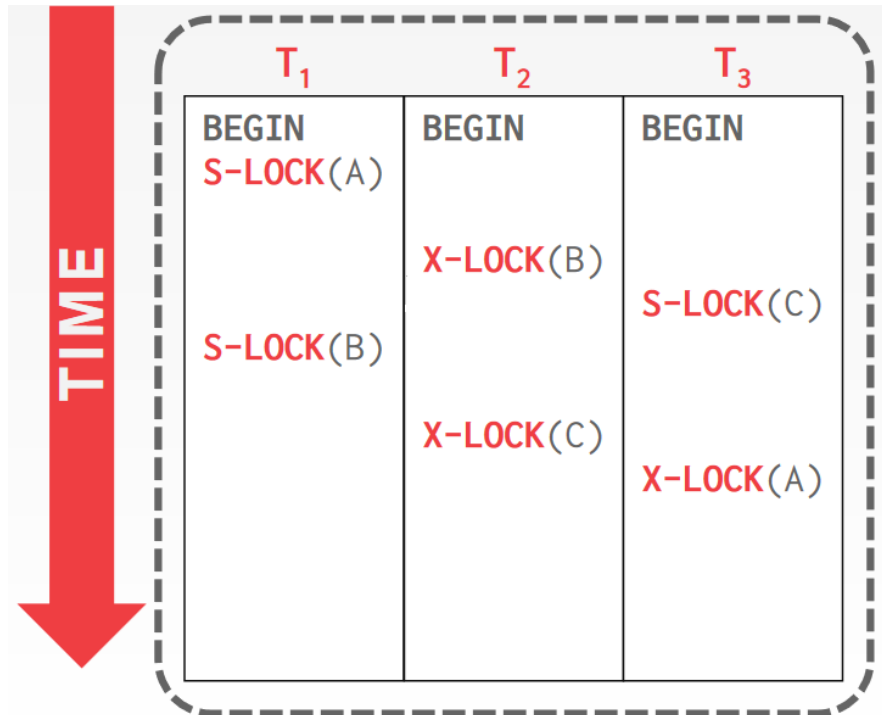 TIME
T1 T2 T3
BEGIN BEGIN BEGIN
S-LOCK(A)
X-LOCK(B)
S-LOCK(C)
S-LOCK(B)
X-LOCK(C)
X-LOCK(A)